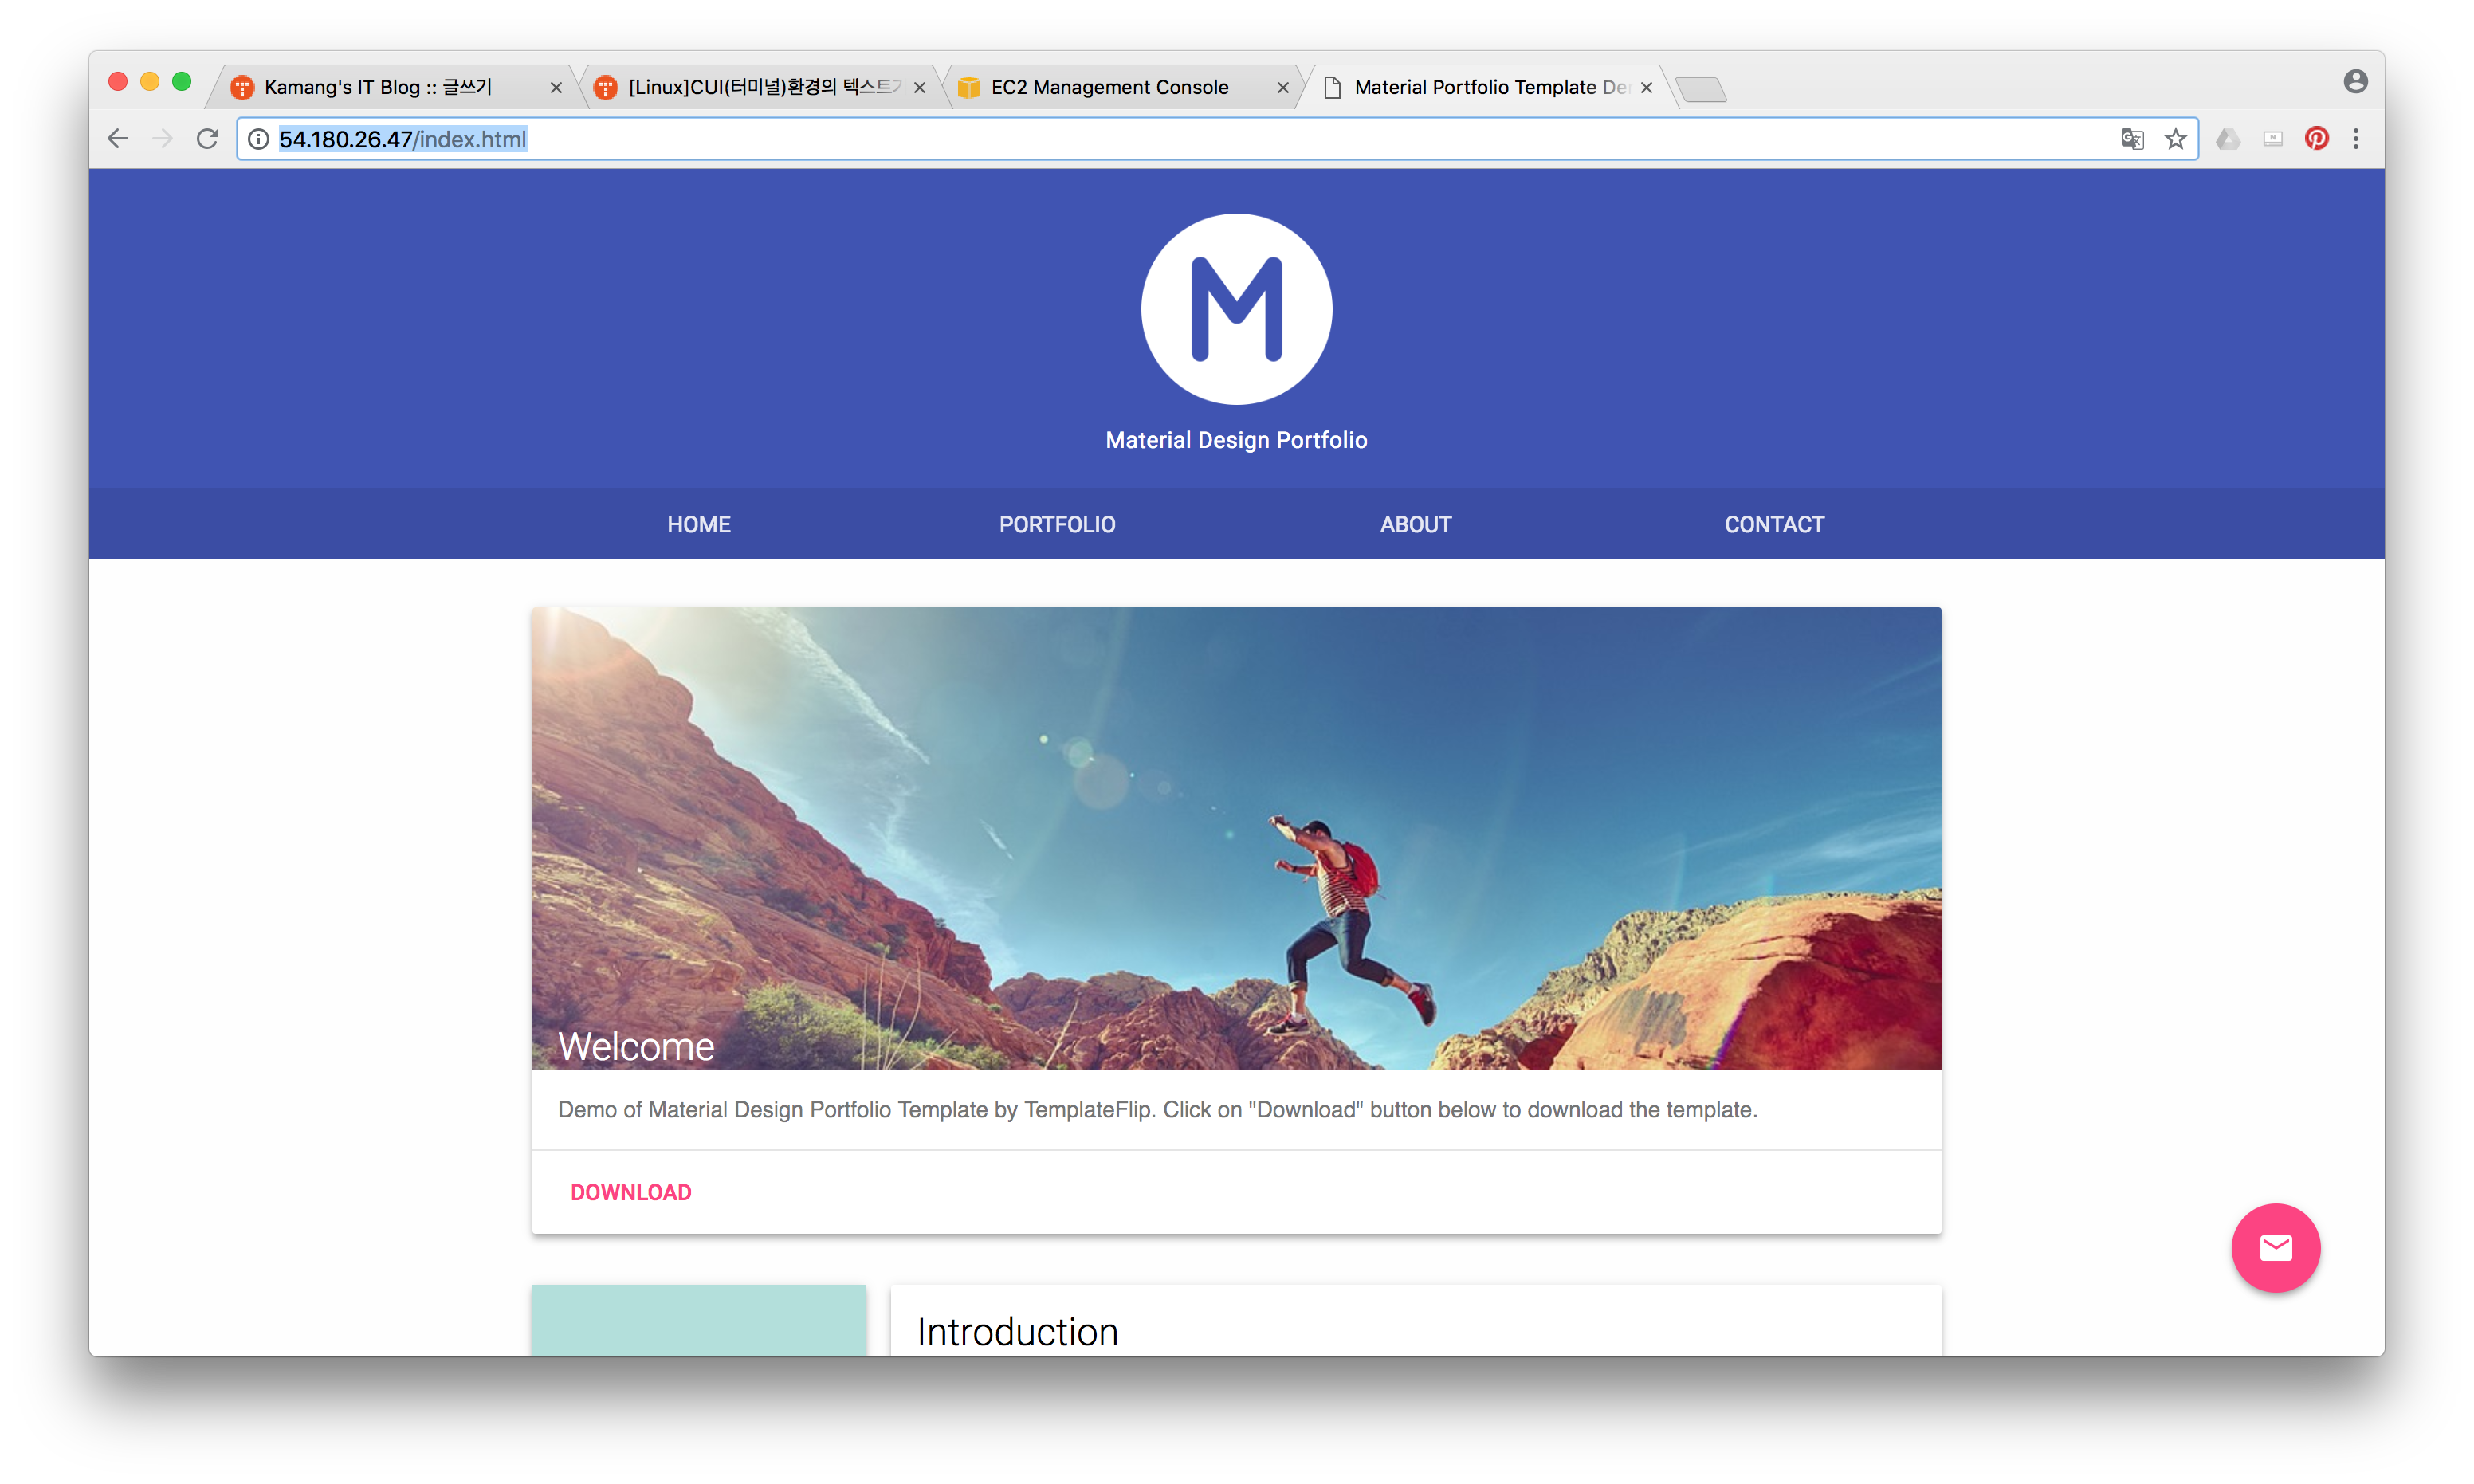 Kamang's IT Blog :: 글쓰기
[Linux]CUI(터미널)환경의 텍스트
EC2 Management Console
Material Portfolio Template De
54.180.26.47/index.html
M
Material Design Portfolio
HOME
PORTFOLIO
ABOUT
CONTACT
Welcome
Demo of Material Design Portfolio Template by TemplateFlip. Click on "Download" button below to download the template.
DOWNLOAD
Introduction